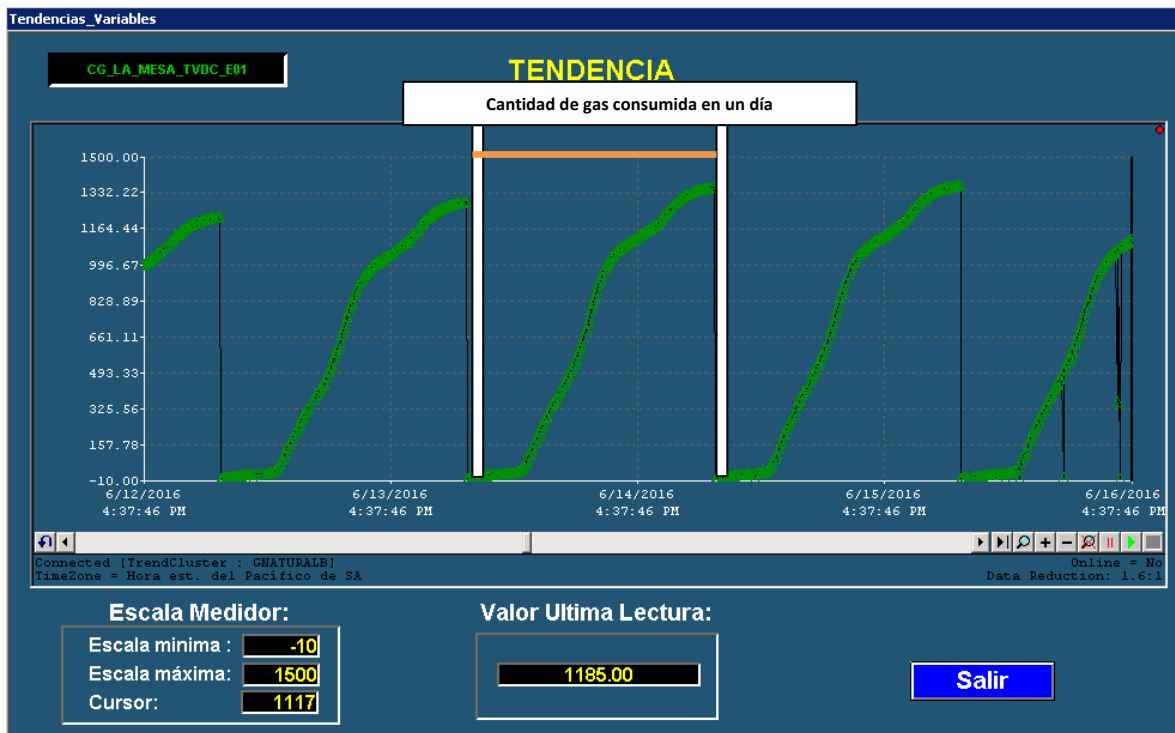 Tendencias_Variables
CG_LA_MESA_TVDC_E01
TENDENCIA
Cantidad de gas consumida en un día
1500.00
1332.22
1164.44
996.67
828.89
661.11
493.33
325.56
157.78
-10.00
6/12/2016 6/13/2016 6/14/2016 6/15/2016 6/16/2016
4:37:46 PM 4:37:46 PM 4:37:46 PM 4:37:46 PM 4:37:46 PM
Connected [TrendCluster : GNATURALB] Online = No
TimeZone = Hora est. del Pacífico de SA Data Reduction: 1.6:1
Escala Medidor: Valor Ultima Lectura:
Escala minima : -10
Escala máxima: 1500 1185.00 Salir
Cursor: 1117